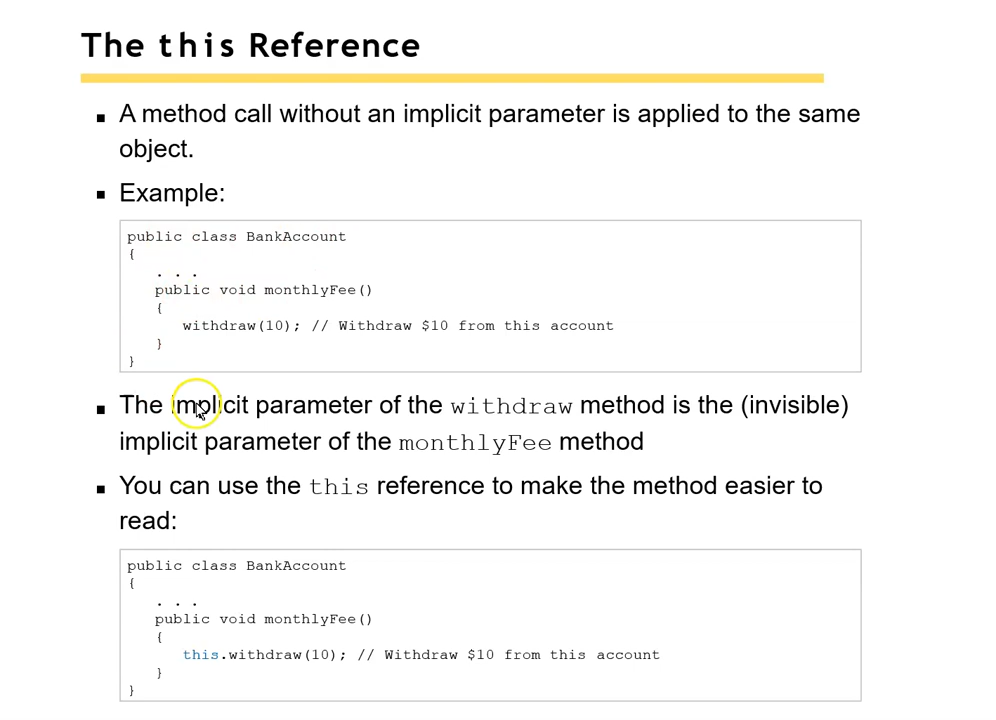 The this Reference
A method call without an implicit parameter is applied to the same
object.
Example:
public class BankAccount
{
. . .
public void monthlyFee()
{
withdraw(10); // Withdraw $10 from this account
}
}
The implicit parameter of the withdraw method is the (invisible)
implicit parameter of the monthlyFee method
You can use the this reference to make the method easier to
read:
public class BankAccount
{
. . .
public void monthlyFee()
{
this.withdraw(10); // Withdraw $10 from this account
}
}